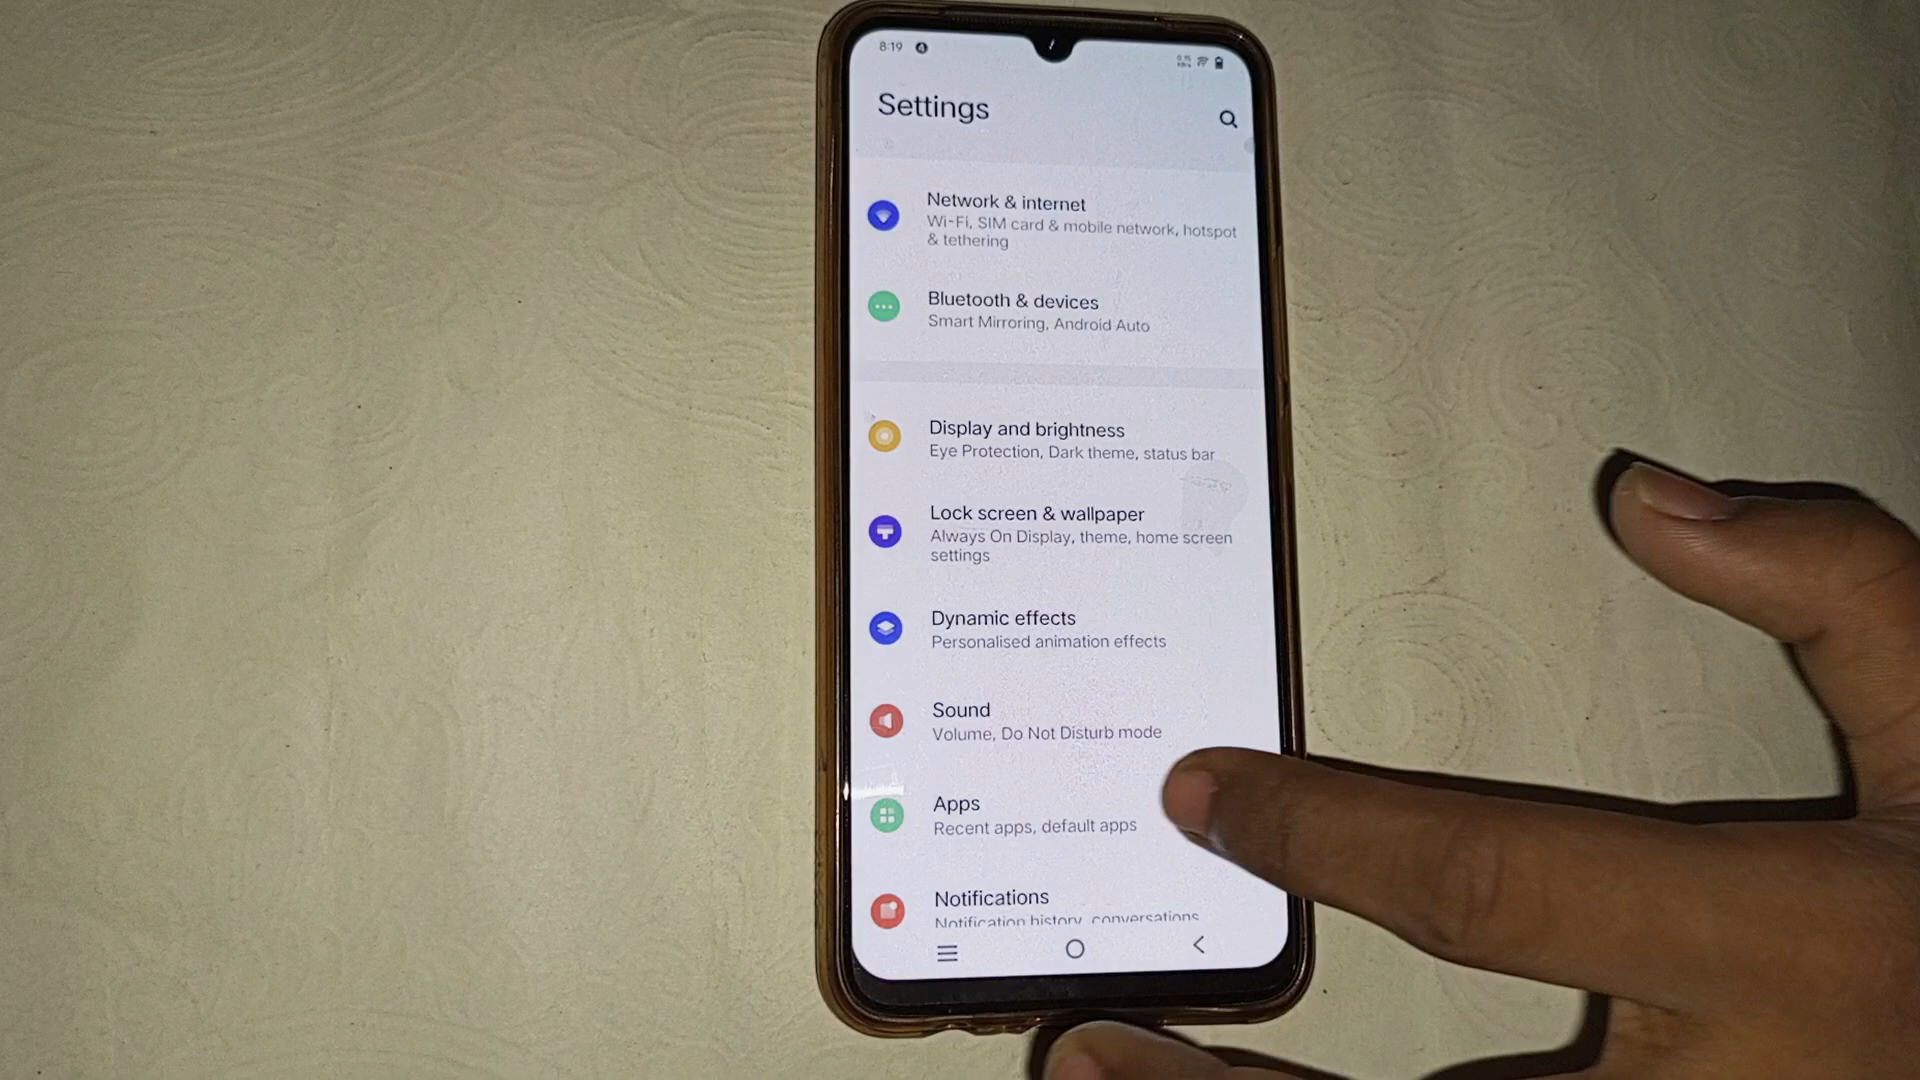 8:19
Settings
Network & internet
Wi-Fi, SIM card & mobile network, hotspot
& tethering
Bluetooth & devices
Smart Mirroring, Android Auto
Display and brightness
Eye Protection, Dark theme, status bar
Lock screen & wallpaper
Always On Display, theme, home screen
settings
Dynamic effects
Personalised animation effects
Sound
Volume, Do Not Disturb mode
Apps
Recent apps, default apps
Notifications
Notification history, conversations